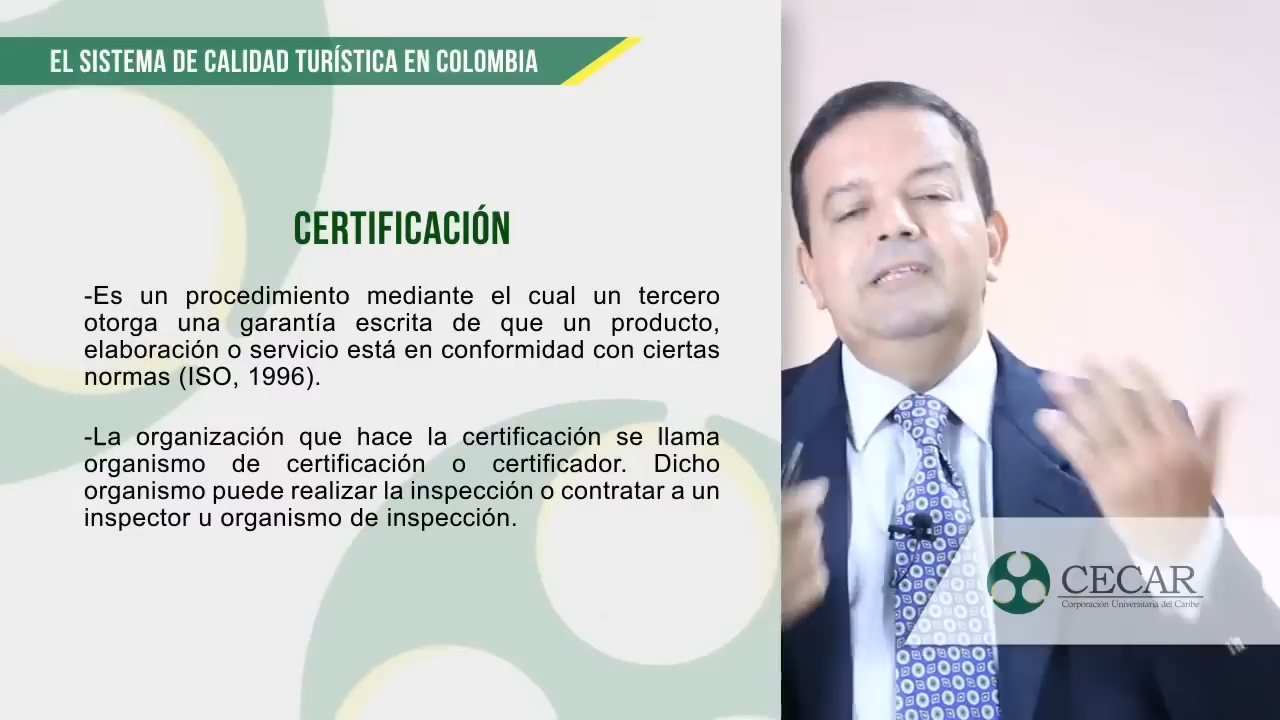 EL SISTEMA DE CALIDAD TURÍSTICA EN COLOMBIA
CERTIFICACIÓN
-Es un procedimiento mediante el cual un tercero
otorga una garantía escrita de que un producto,
elaboración o servicio está en conformidad con ciertas
normas (ISO, 1996).
-La organización que hace la certificación se llama
organismo de certificación o certificador. Dicho
organismo puede realizar la inspección o contratar a un
inspector u organismo de inspección.
CECAR
Corporación Universitaria del Caribe